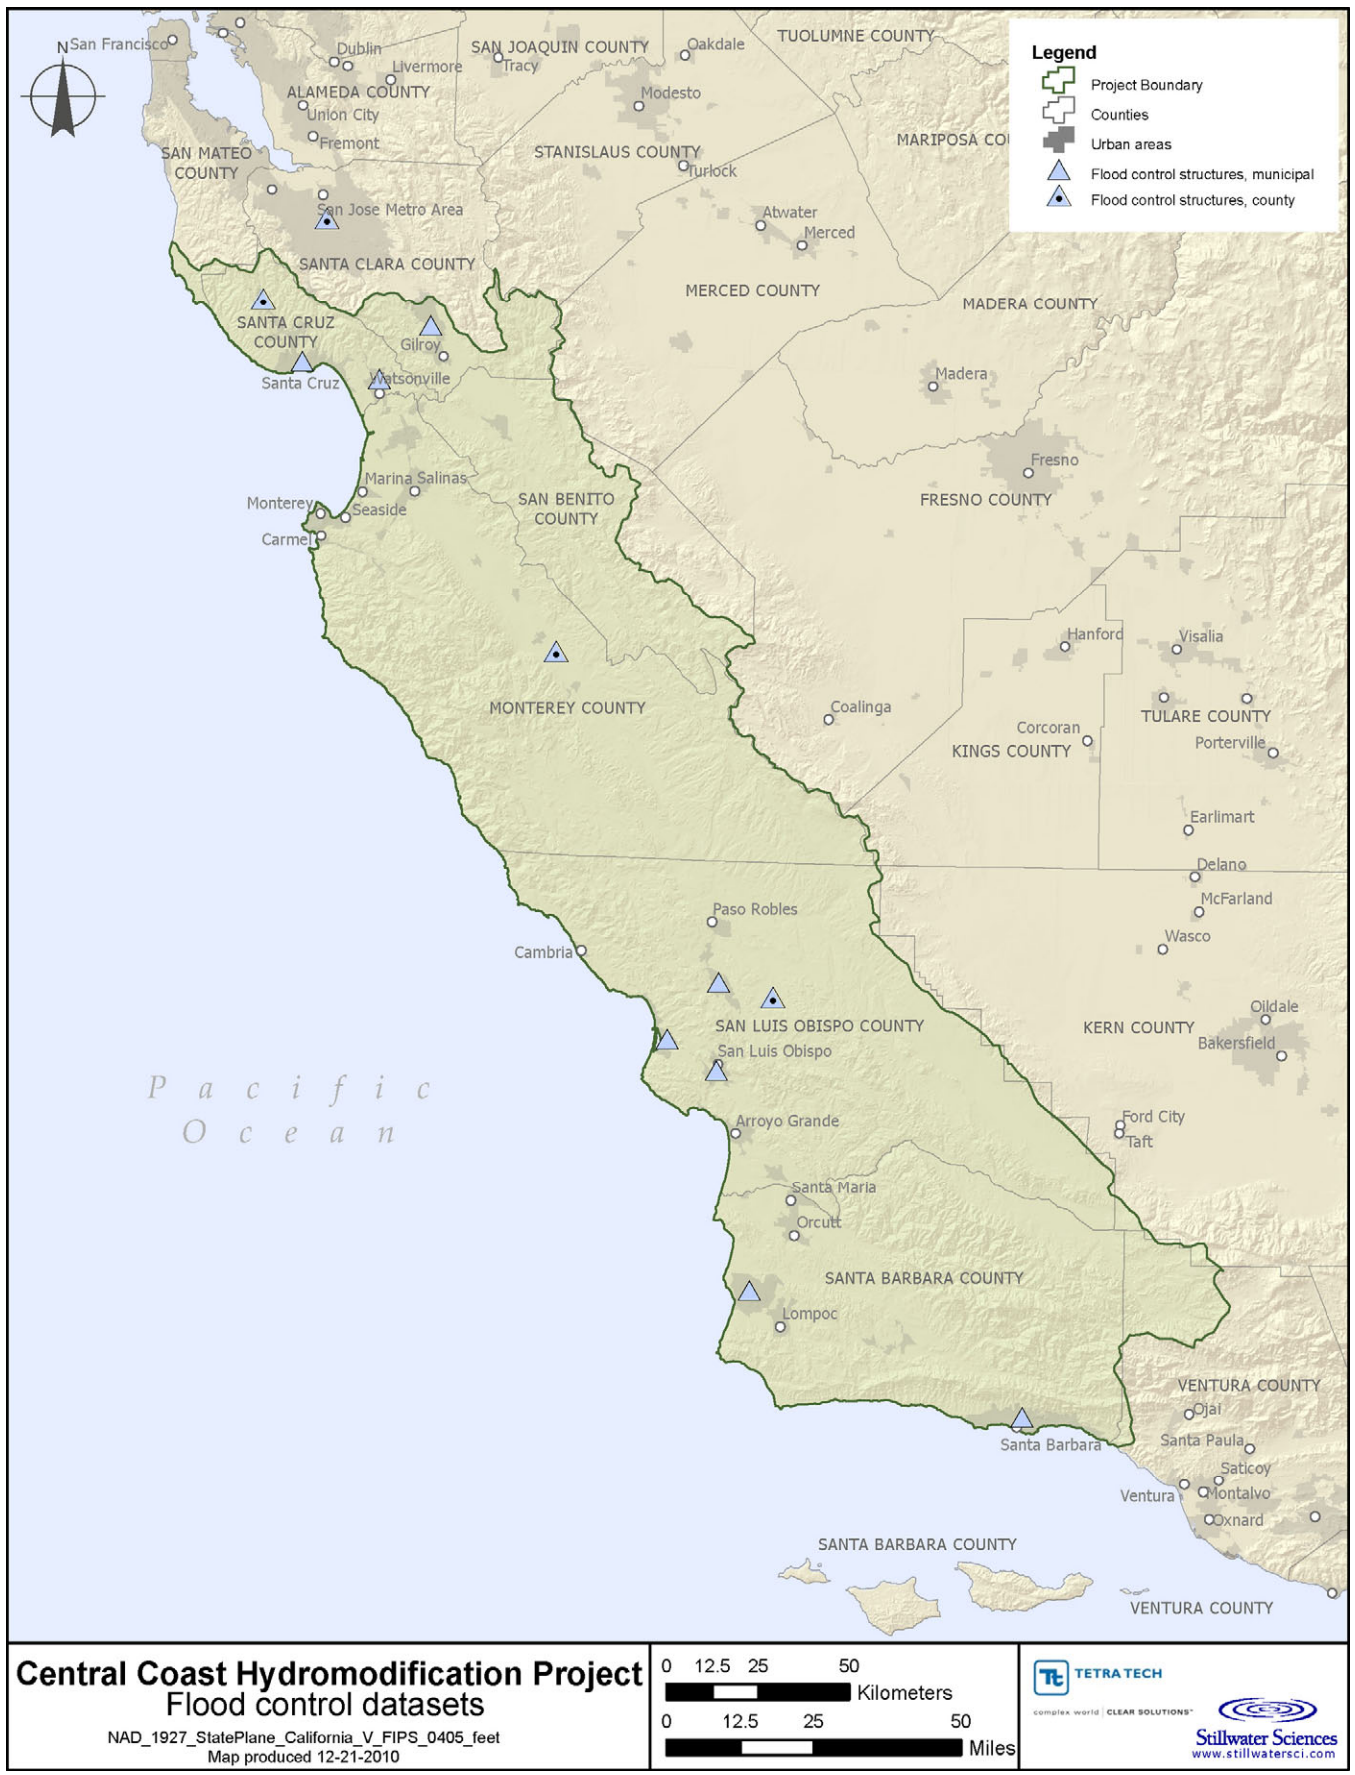 N
San Francisco
Dublin
Livermore
ALAMEDA COUNTY
Union City
Fremont
SAN JOAQUIN COUNTY
Tracy
Oakdale
TUOLUMNE COUNTY
Modesto
STANISLAUS COUNTY
Turlock
MARIPOSA COU
SAN MATEO
COUNTY
San Jose Metro Area
SANTA CLARA COUNTY
Atwater
Merced
MERCED COUNTY
MADERA COUNTY
Legend
Project Boundary
Counties
Urban areas
Flood control structures, municipal
Flood control structures, county
SANTA CRUZ
COUNTY
Gilroy
Santa Cruz
Watsonville
Madera
Fresno
FRESNO COUNTY
Marina
Salinas
Monterey
Seaside
Carmel
SAN BENITO
COUNTY
Hanford
Visalia
MONTEREY COUNTY
Coalinga
Corcoran
KINGS COUNTY
TULARE COUNTY
Porterville
Earlimart
Delano
McFarland
Wasco
Paso Robles
Cambria
SAN LUIS OBISPO COUNTY
San Luis Obispo
KERN COUNTY
Oildale
Bakersfield
Pacific
Ocean
Arroyo Grande
Ford City
Taft
Santa Maria
Orcutt
SANTA BARBARA COUNTY
Lompoc
VENTURA COUNTY
Ojai
Santa Barbara
Santa Paula
Saticoy
Ventura
Montalvo
Oxnard
SANTA BARBARA COUNTY
VENTURA COUNTY
Central Coast Hydromodification Project
Flood control datasets
NAD_1927_StatePlane_California_V_FIPS_0405_feet
Map produced 12-21-2010
0 12.5 25 50
Kilometers
0 12.5 25 50
Miles
Tt TETRA TECH
complex world | CLEAR SOLUTIONS™
Stillwater Sciences
www.stillwatersci.com